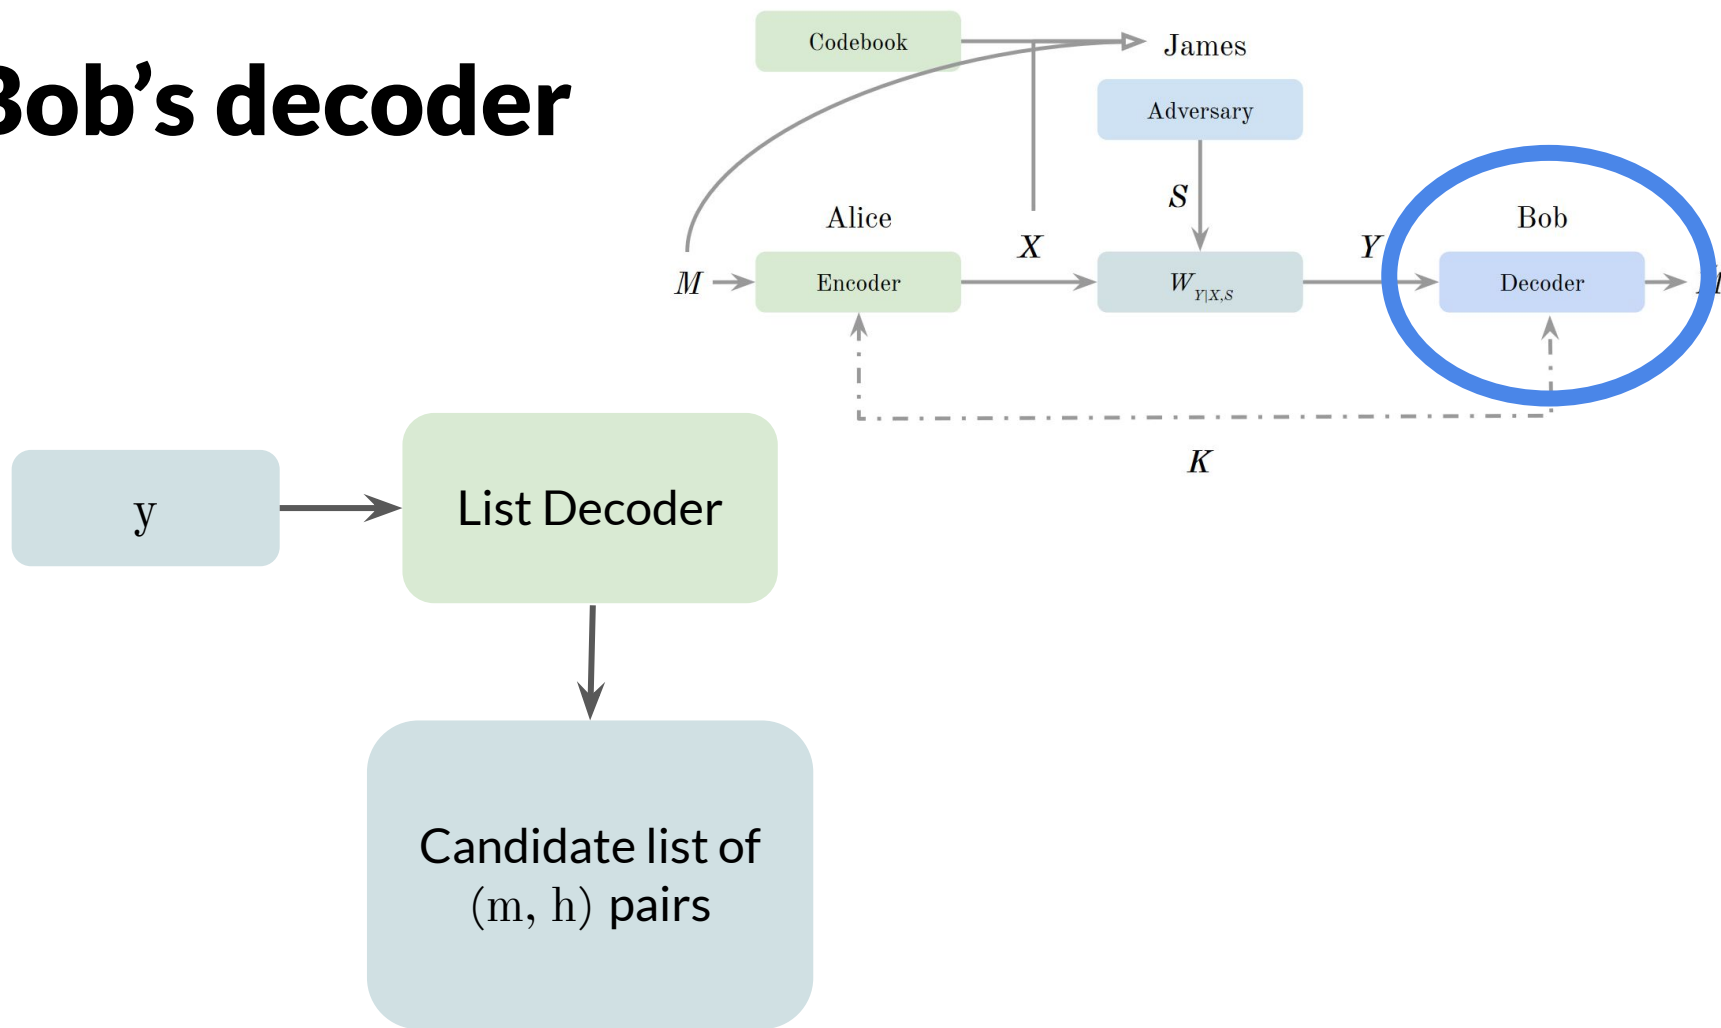 Bob’s decoder
Codebook
James
Adversary
S
Alice
X
Y
Bob
M
Encoder
W_{Y|X,S}
Decoder
K
y
List Decoder
Candidate list of
(m, h) pairs